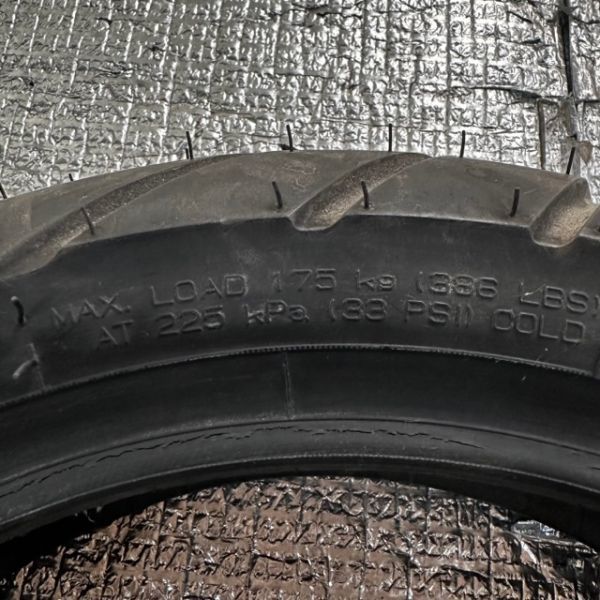 MAX. LOAD 175 kg (386 LBS)
AT 225 kPa (33 PSI) COLD